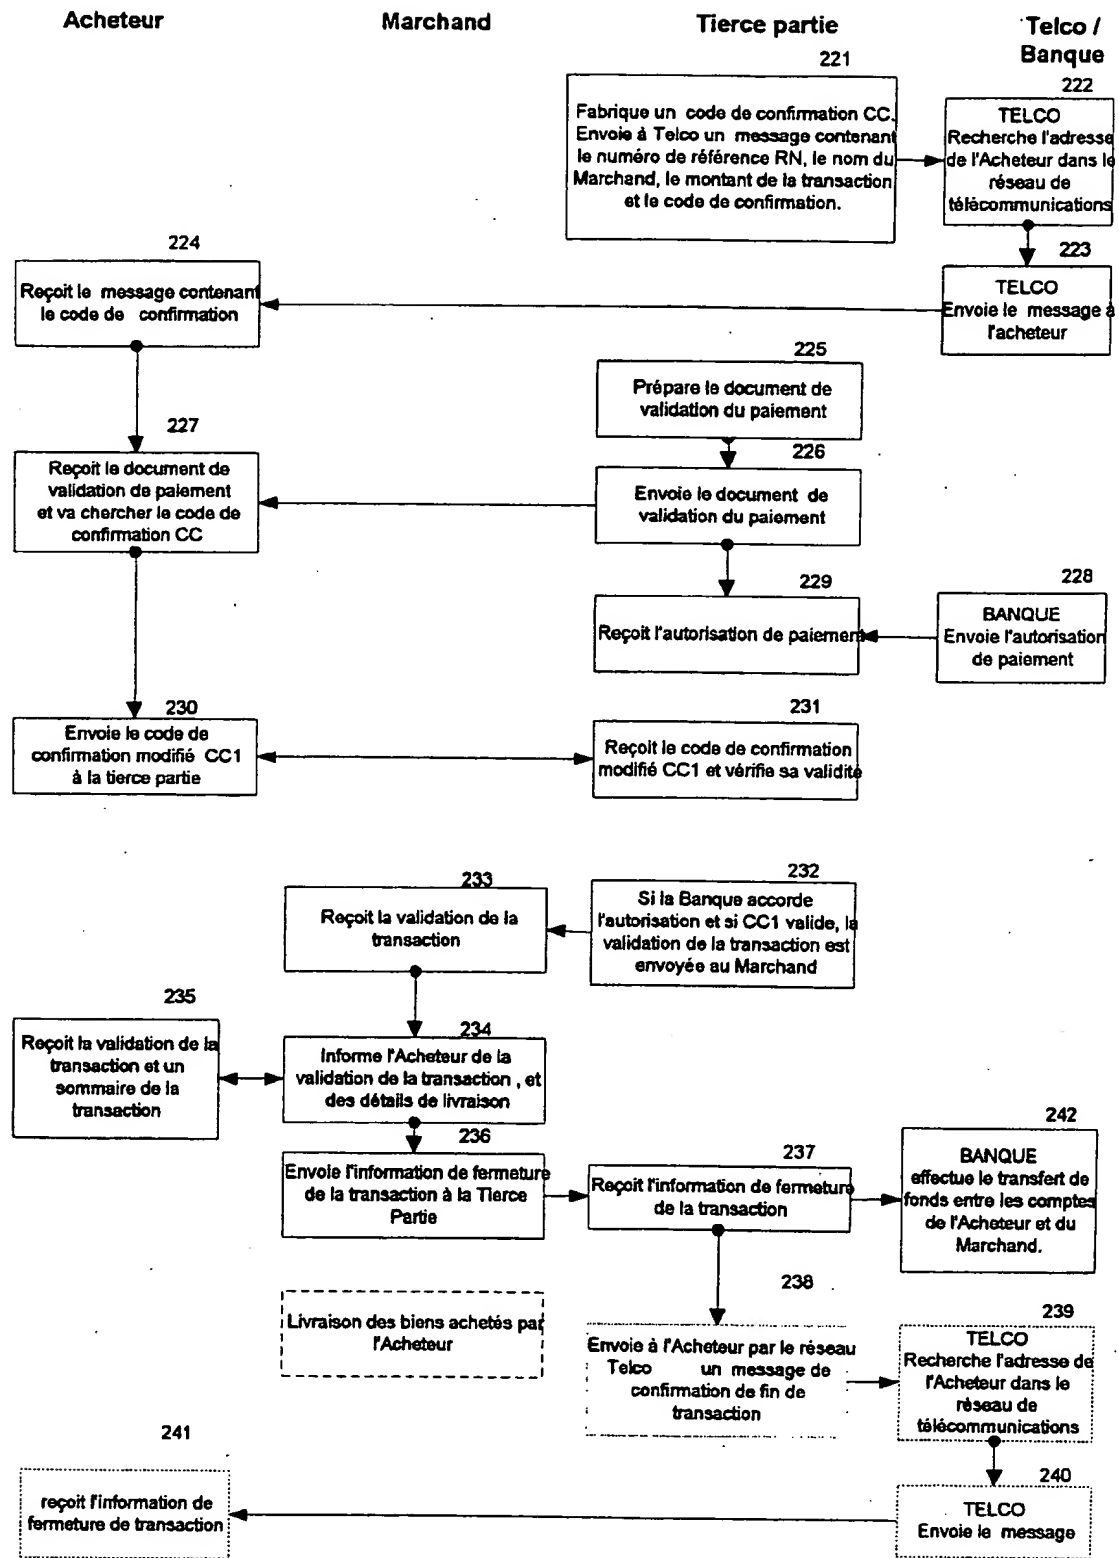 Acheteur
Marchand
Tierce partie
Telco /
Banque
221
222
Fabrique un code de confirmation CC.
Envoie à Telco un message contenant
le numéro de référence RN, le nom du
Marchand, le montant de la transaction
et le code de confirmation.
TELCO
Recherche l'adresse
de l'Acheteur dans le
réseau de
télécommunications
224
223
Reçoit le message contenant
le code de confirmation
TELCO
Envoie le message à
l'acheteur
225
Prépare le document de
validation du paiement
227
226
Reçoit le document de
validation de paiement
et va chercher le code de
confirmation CC
Envoie le document de
validation du paiement
229
228
Reçoit l'autorisation de paiement
BANQUE
Envoie l'autorisation
de paiement
230
231
Envoie le code de
confirmation modifié CC1
à la tierce partie
Reçoit le code de confirmation
modifié CC1 et vérifie sa validité
233
232
Reçoit la validation de la
transaction
Si la Banque accorde
l'autorisation et si CC1 valide, la
validation de la transaction est
envoyée au Marchand
235
234
Reçoit la validation de la
transaction et un
sommaire de la
transaction
Informe l'Acheteur de la
validation de la transaction , et
des détails de livraison
236
237
242
Envoie l'information de fermeture
de la transaction à la Tierce
Partie
Reçoit l'information de fermeture
de la transaction
BANQUE
effectue le transfert de
fonds entre les comptes
de l'Acheteur et du
Marchand.
238
239
Livraison des biens achetés par
l'Acheteur
Envoie à l'Acheteur par le réseau
Telco un message de
confirmation de fin de
transaction
TELCO
Recherche l'adresse de
l'Acheteur dans le
réseau de
télécommunications
241
240
reçoit l'information de
fermeture de transaction
TELCO
Envoie le message